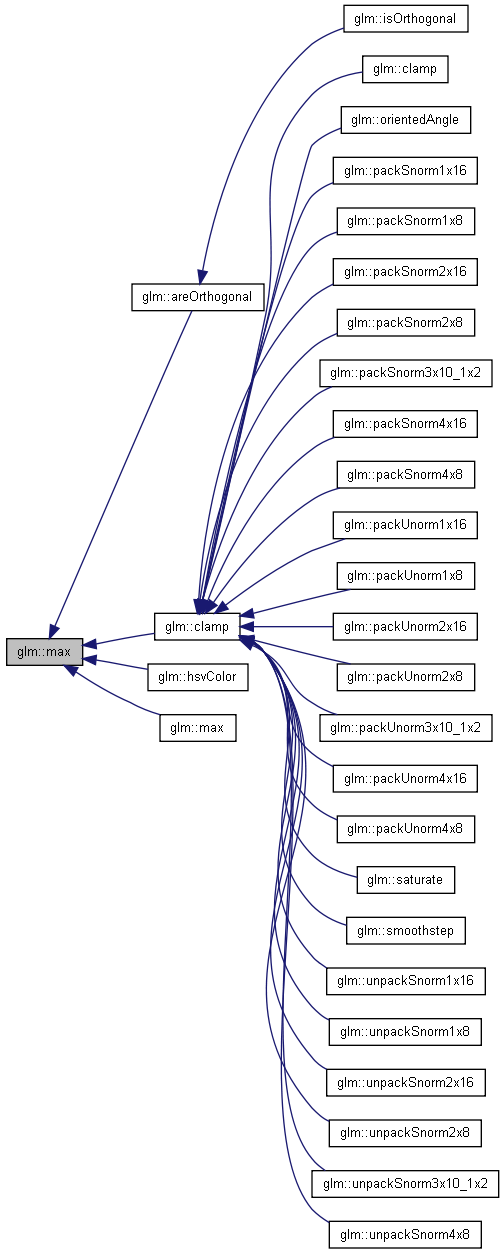 glm::isOrthogonal
glm::clamp
glm::orientedAngle
glm::packSnorm1x16
glm::packSnorm1x8
glm::packSnorm2x16
glm::areOrthogonal
glm::packSnorm2x8
glm::packSnorm3x10_1x2
glm::packSnorm4x16
glm::packSnorm4x8
glm::packUnorm1x16
glm::packUnorm1x8
glm::clamp
glm::packUnorm2x16
glm::max
glm::hsvColor
glm::packUnorm2x8
glm::max
glm::packUnorm3x10_1x2
glm::packUnorm4x16
glm::packUnorm4x8
glm::saturate
glm::smoothstep
glm::unpackSnorm1x16
glm::unpackSnorm1x8
glm::unpackSnorm2x16
glm::unpackSnorm2x8
glm::unpackSnorm3x10_1x2
glm::unpackSnorm4x8